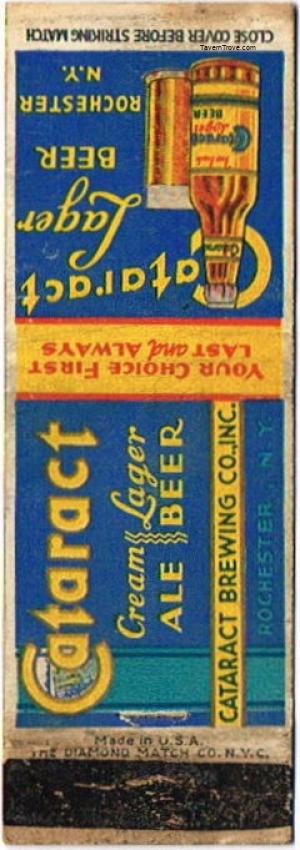 CLOSE COVER BEFORE STRIKING MATCH
TavernTrove.com
Cataract
Lager
BEER
ROCHESTER
N.Y.
Cataract
Lager
BEER
YOUR CHOICE FIRST
LAST and ALWAYS
Cataract
Cream Lager
ALE BEER
CATARACT BREWING CO., INC.
ROCHESTER, N.Y.
Made in U.S.A.
THE DIAMOND MATCH CO. N.Y.C.